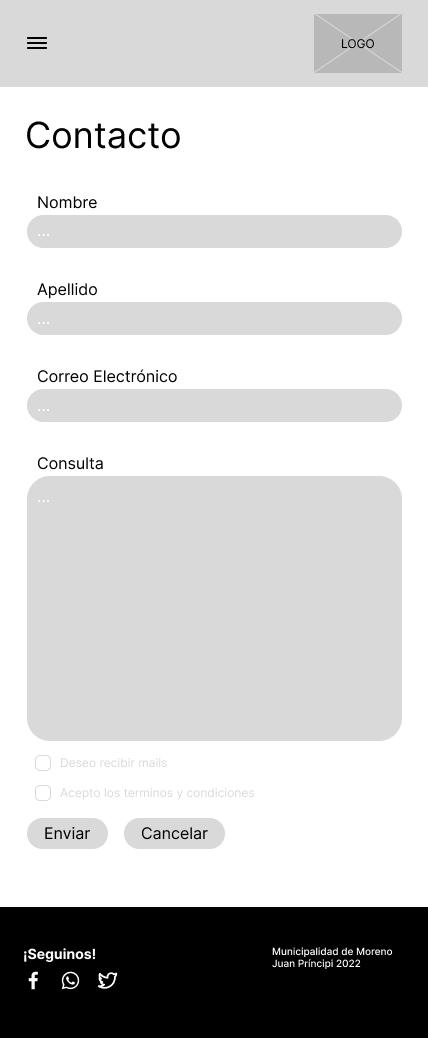 LOGO
Contacto
Nombre
...
Apellido
...
Correo Electrónico
...
Consulta
...
Deseo recibir mails
Acepto los terminos y condiciones
Enviar
Cancelar
¡Seguinos!
Municipalidad de Moreno
Juan Príncipi 2022